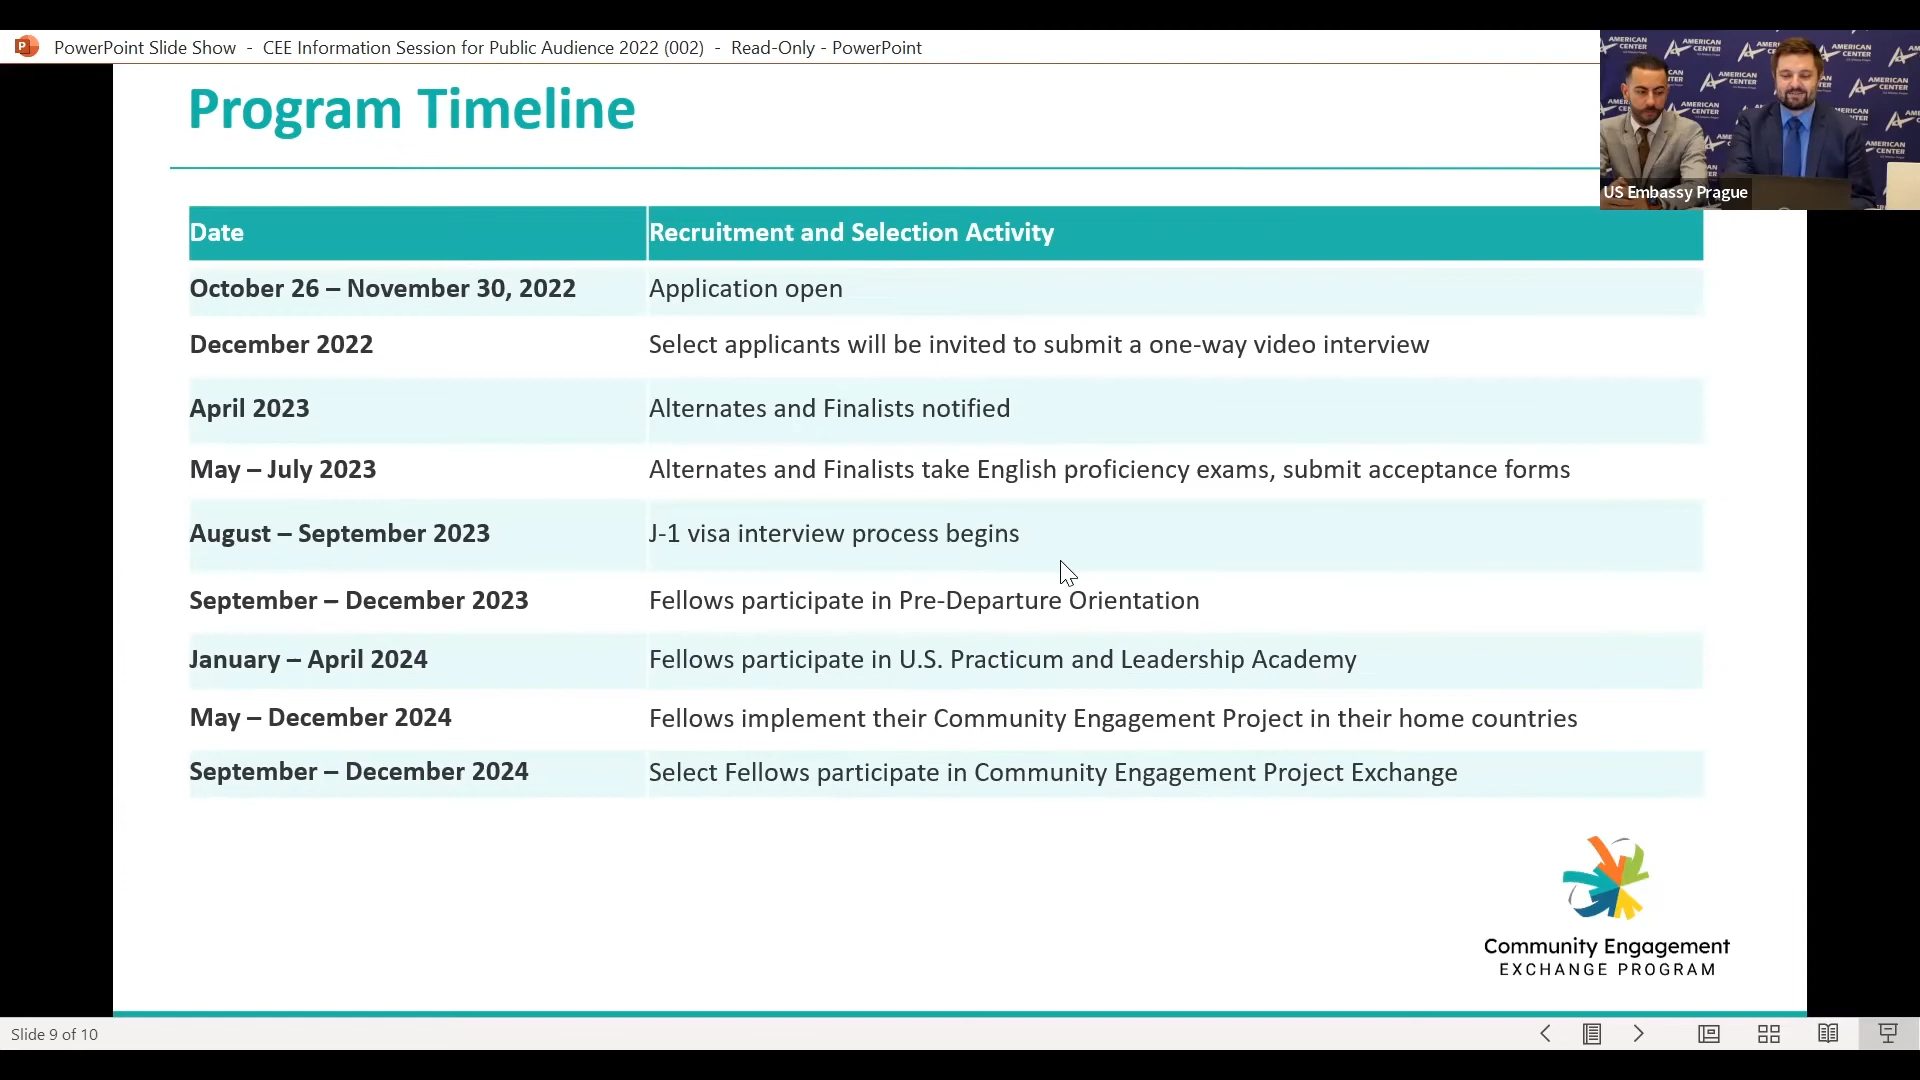 PowerPoint Slide Show - CEE Information Session for Public Audience 2022 (002) - Read-Only - PowerPoint
Program Timeline
AMERICAN CENTER
US Embassy Prague
Date Recruitment and Selection Activity
October 26 – November 30, 2022 Application open
December 2022 Select applicants will be invited to submit a one-way video interview
April 2023 Alternates and Finalists notified
May – July 2023 Alternates and Finalists take English proficiency exams, submit acceptance forms
August – September 2023 J-1 visa interview process begins
September – December 2023 Fellows participate in Pre-Departure Orientation
January – April 2024 Fellows participate in U.S. Practicum and Leadership Academy
May – December 2024 Fellows implement their Community Engagement Project in their home countries
September – December 2024 Select Fellows participate in Community Engagement Project Exchange
Community Engagement
EXCHANGE PROGRAM
Slide 9 of 10